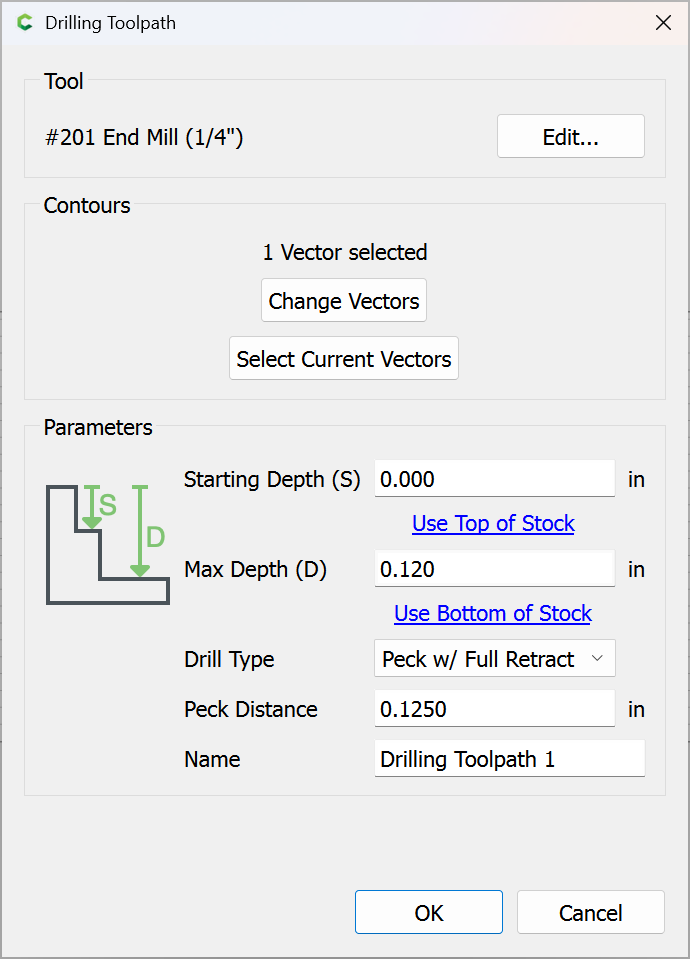 Drilling Toolpath
Tool
#201 End Mill (1/4")
Edit...
Contours
1 Vector selected
Change Vectors
Select Current Vectors
Parameters
S
D
Starting Depth (S) 0.000 in
Use Top of Stock
Max Depth (D) 0.120 in
Use Bottom of Stock
Drill Type Peck w/ Full Retract
Peck Distance 0.1250 in
Name Drilling Toolpath 1
OK Cancel